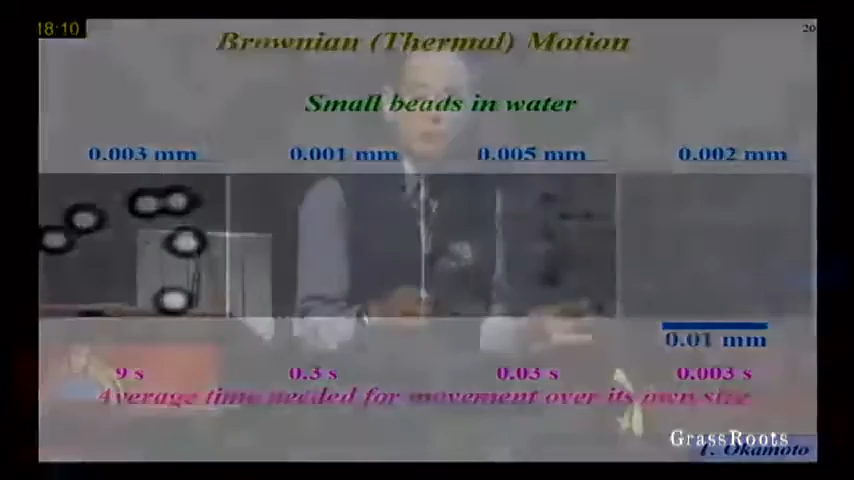 18:10
20
Brownian (Thermal) Motion
Small beads in water
0.003 mm 0.001 mm 0.005 mm 0.002 mm
0.01 mm
9 s 0.3 s 0.03 s 0.003 s
Average time needed for movement over its own size
GrassRoots
T. Okamoto